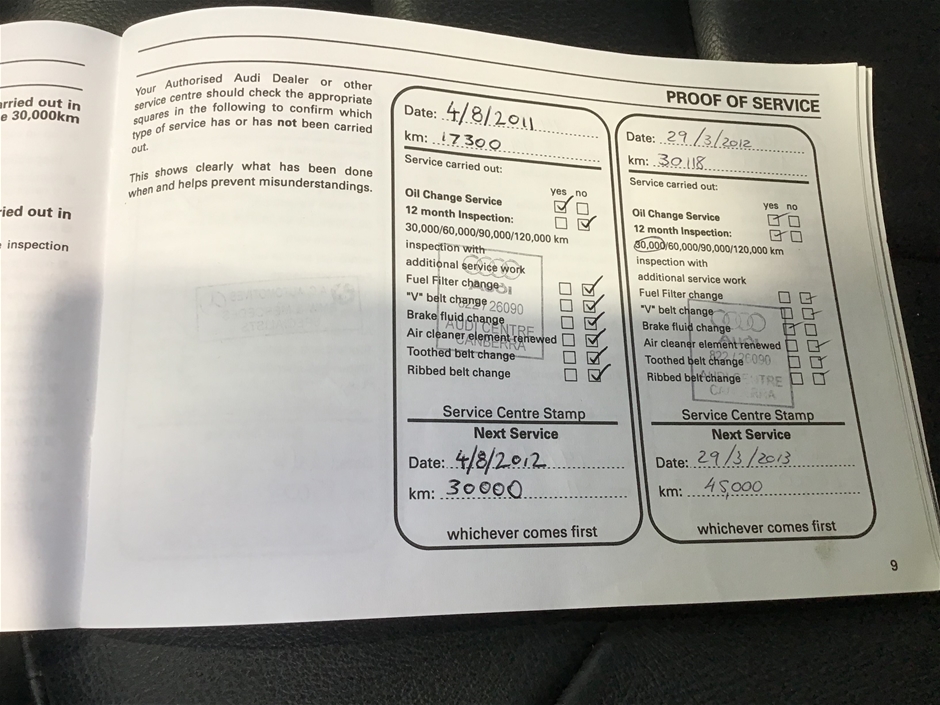 arried out in
e 30,000km
ied out in
inspection
Your Authorised Audi Dealer or other
service centre should check the appropriate
squares in the following to confirm which
type of service has or has not been carried
out.
This shows clearly what has been done
when and helps prevent misunderstandings.
PROOF OF SERVICE
Date: 4/8/2011
km: 17300
Service carried out:
yes no
Oil Change Service
12 month Inspection:
30,000/60,000/90,000/120,000 km
inspection with
additional service work
Fuel Filter change
"V" belt change
Brake fluid change
Air cleaner element renewed
Toothed belt change
Ribbed belt change
AUDI
AUDI CENTRE
CANBERRA
Service Centre Stamp
Next Service
Date: 4/8/2012
km: 30000
whichever comes first
Date: 29/3/2012
km: 30118
Service carried out:
yes no
Oil Change Service
12 month Inspection:
30,000/60,000/90,000/120,000 km
inspection with
additional service work
Fuel Filter change
"V" belt change
Brake fluid change
Air cleaner element renewed
Toothed belt change
Ribbed belt change
Service Centre Stamp
Next Service
Date: 29/3/2013
km: 45,000
whichever comes first
9